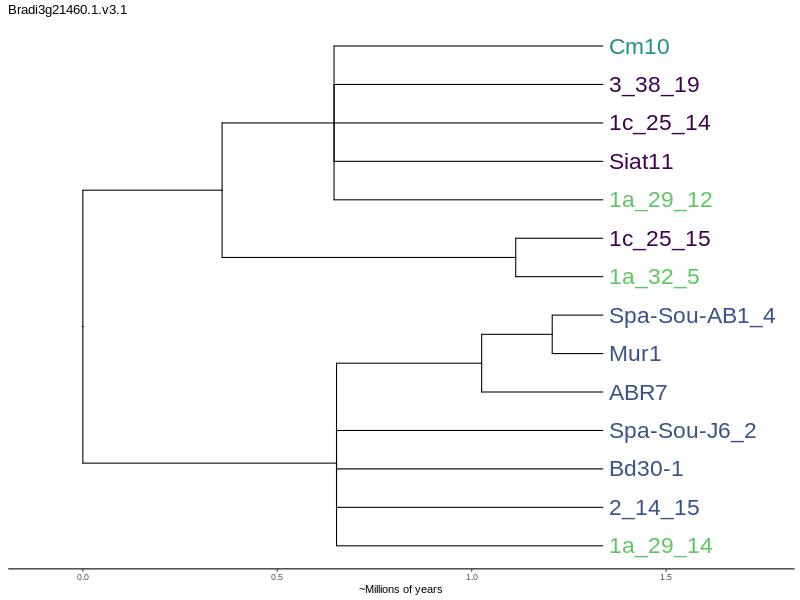 Bradi3g21460.1.v3.1
Cm10
3_38_19
1c_25_14
Siat11
1a_29_12
1c_25_15
1a_32_5
Spa-Sou-AB1_4
Mur1
ABR7
Spa-Sou-J6_2
Bd30-1
2_14_15
1a_29_14
0.0 0.5 1.0 1.5
~Millions of years